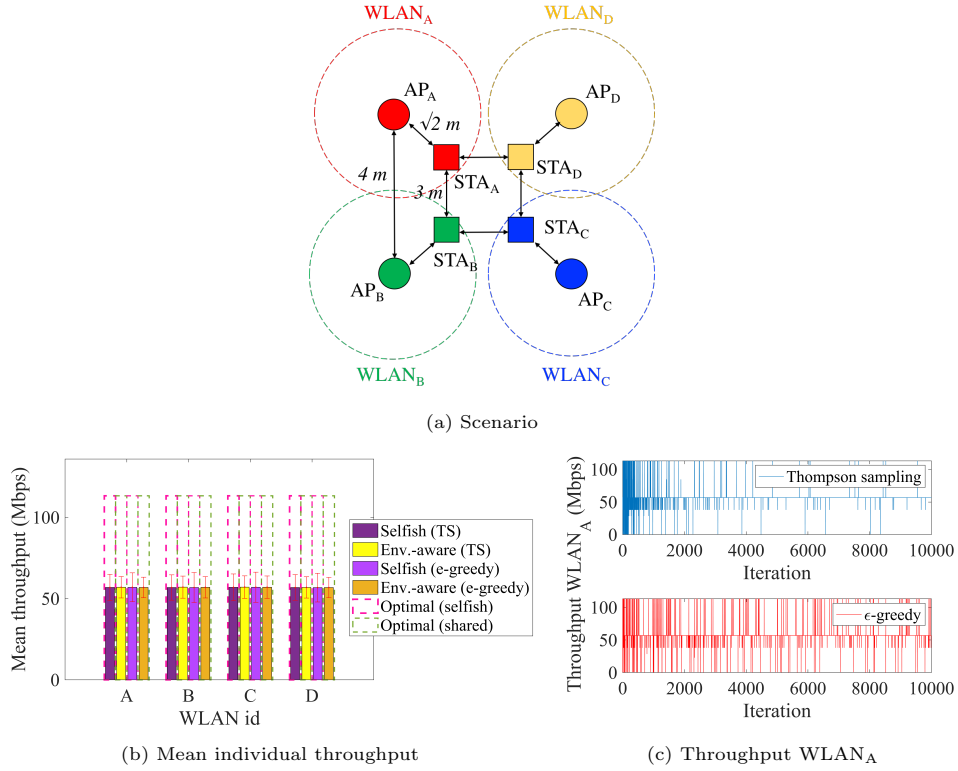 WLAN_A
WLAN_D
AP_A
AP_D
√2 m
STA_A
STA_D
4 m
3 m
STA_B
STA_C
AP_B
AP_C
WLAN_B
WLAN_C
(a) Scenario
Mean throughput (Mbps)
100
50
0
A
B
C
D
WLAN id
Selfish (TS)
Env.-aware (TS)
Selfish (e-greedy)
Env.-aware (e-greedy)
Optimal (selfish)
Optimal (shared)
(b) Mean individual throughput
Throughput WLAN_A (Mbps)
100
50
0
Thompson sampling
0 2000 4000 6000 8000 10000
Iteration
100
50
0
ϵ-greedy
0 2000 4000 6000 8000 10000
Iteration
(c) Throughput WLAN_A